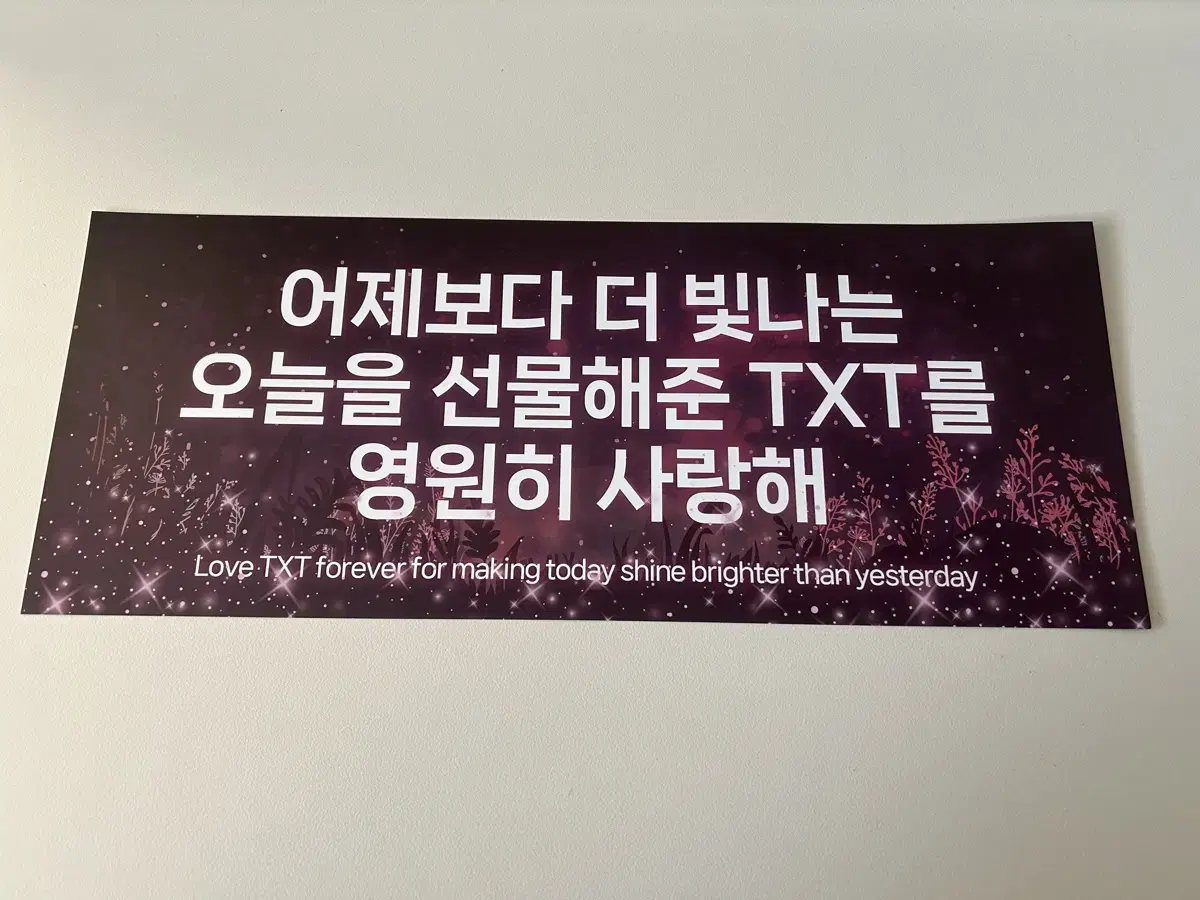 어제보다 더 빛나는
오늘을 선물해준 TXT를
영원히 사랑해
Love TXT forever for making today shine brighter than yesterday